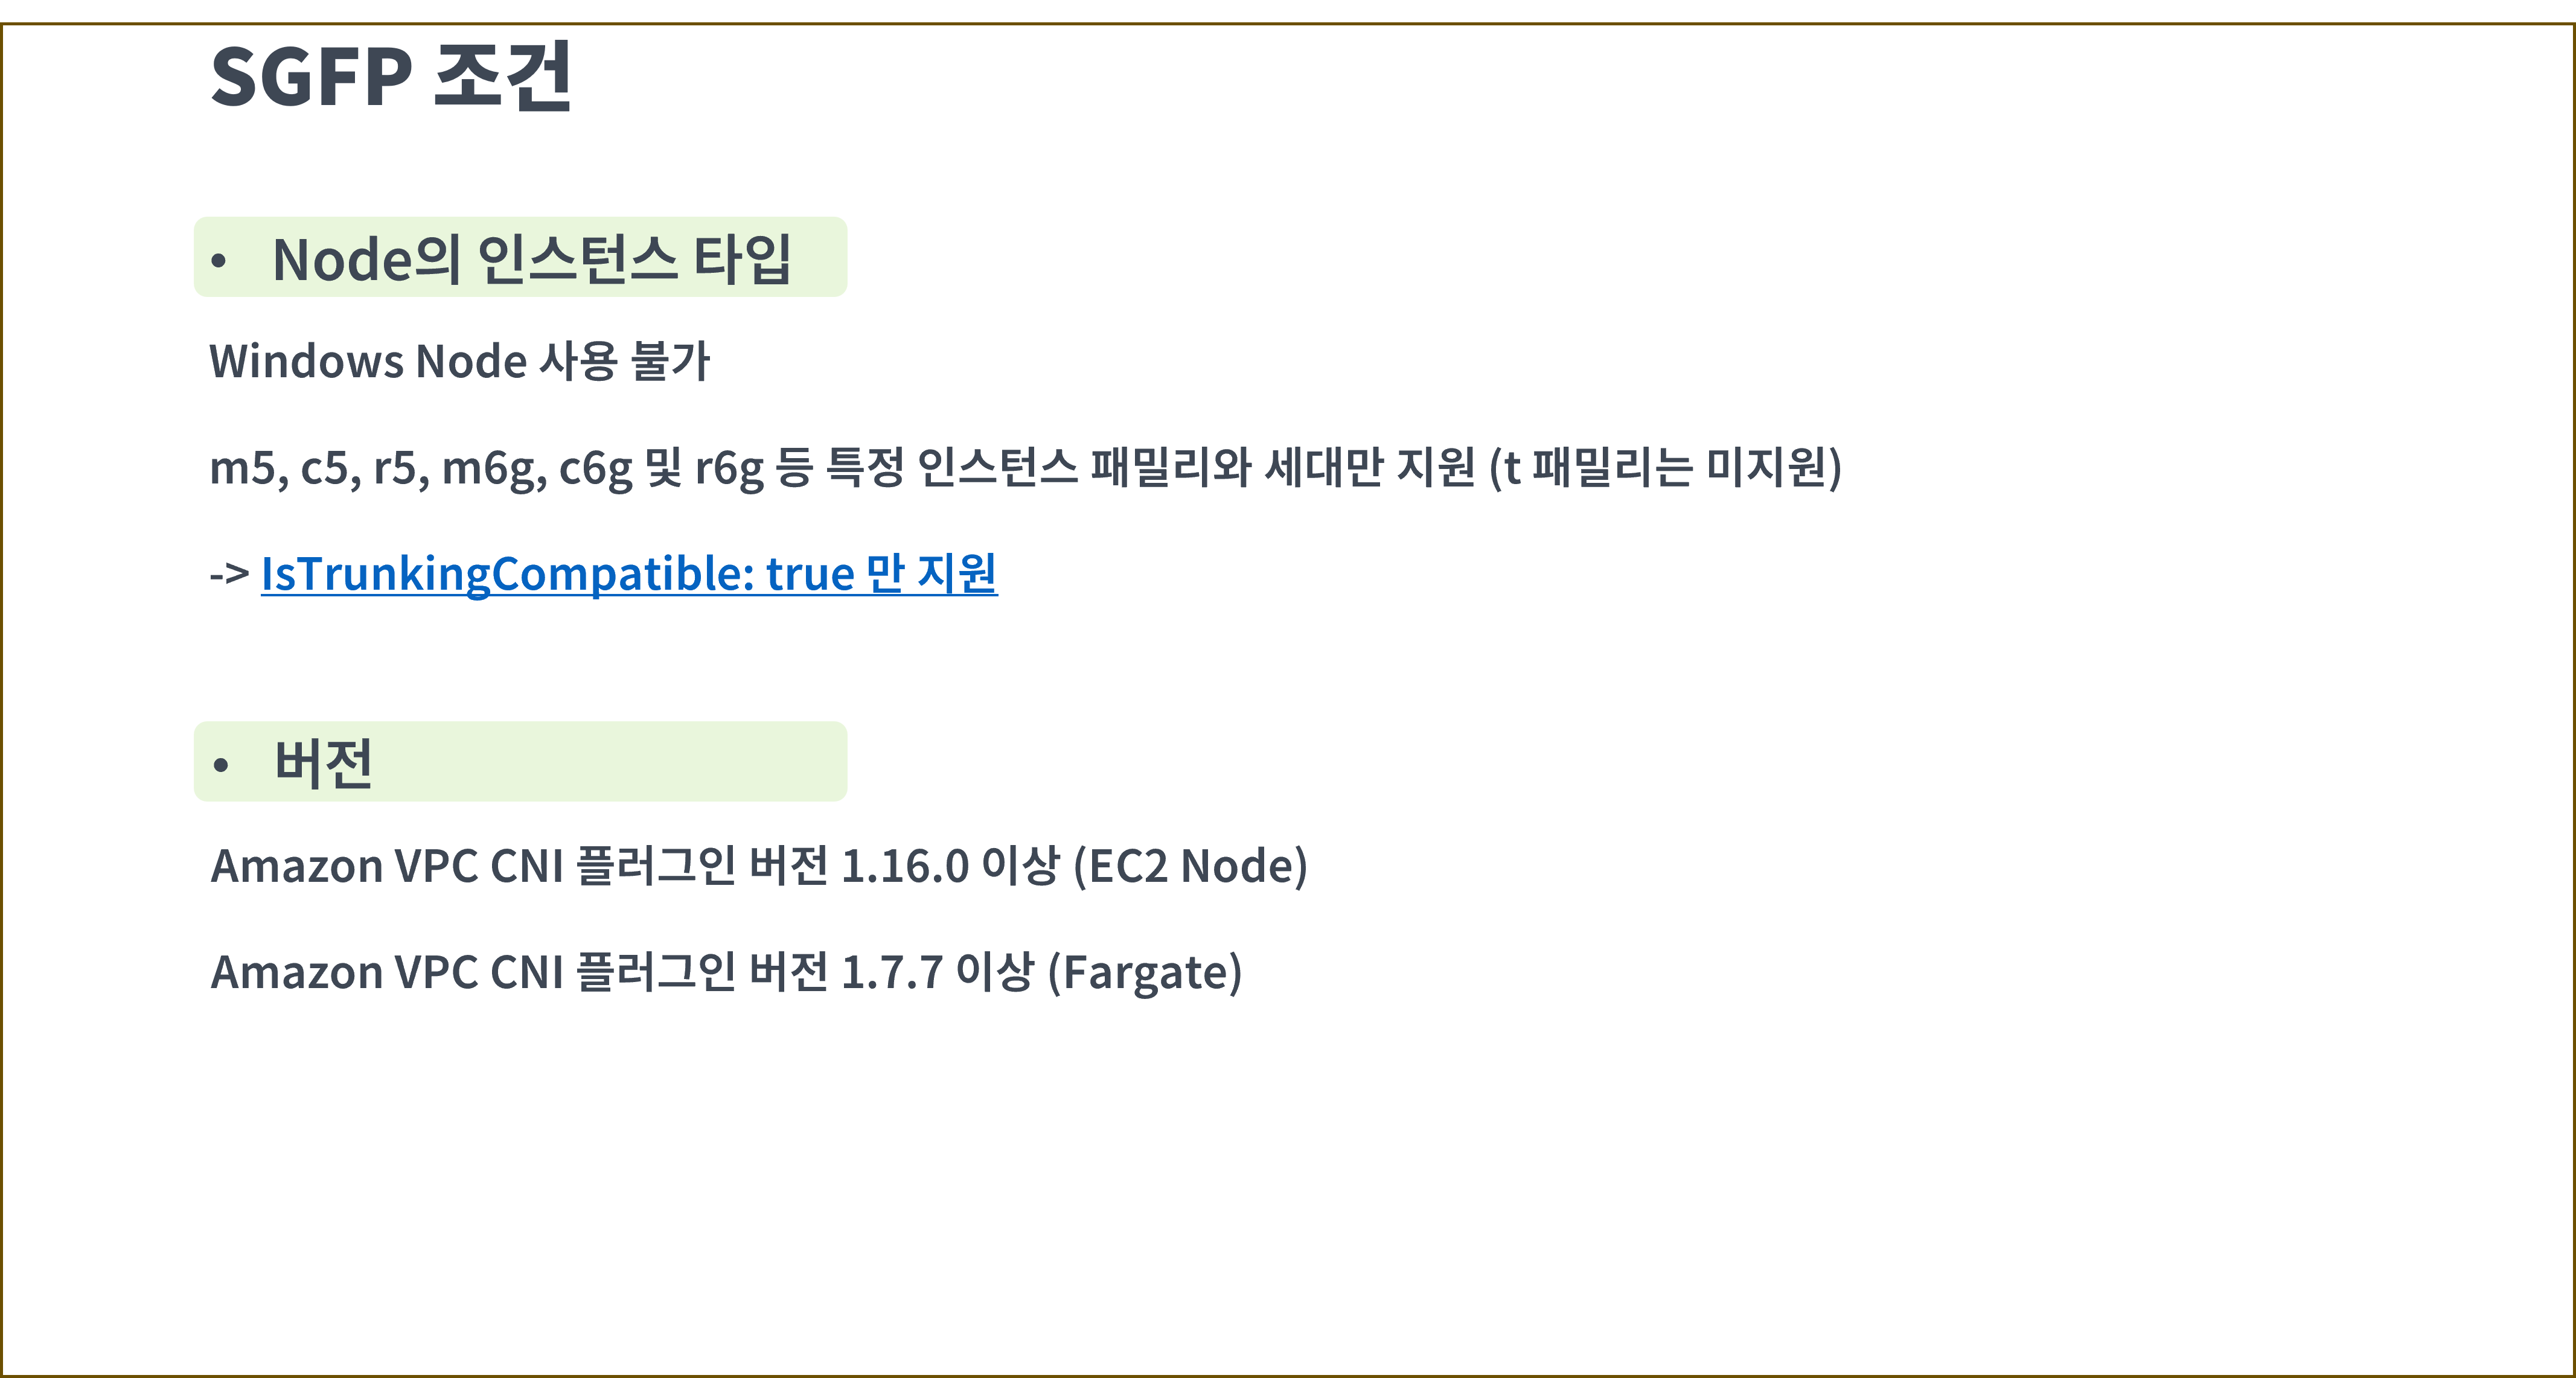 SGFP 조건
• Node의 인스턴스 타입
Windows Node 사용 불가
m5, c5, r5, m6g, c6g 및 r6g 등 특정 인스턴스 패밀리와 세대만 지원 (t 패밀리는 미지원)
-> IsTrunkingCompatible: true 만 지원
• 버전
Amazon VPC CNI 플러그인 버전 1.16.0 이상 (EC2 Node)
Amazon VPC CNI 플러그인 버전 1.7.7 이상 (Fargate)